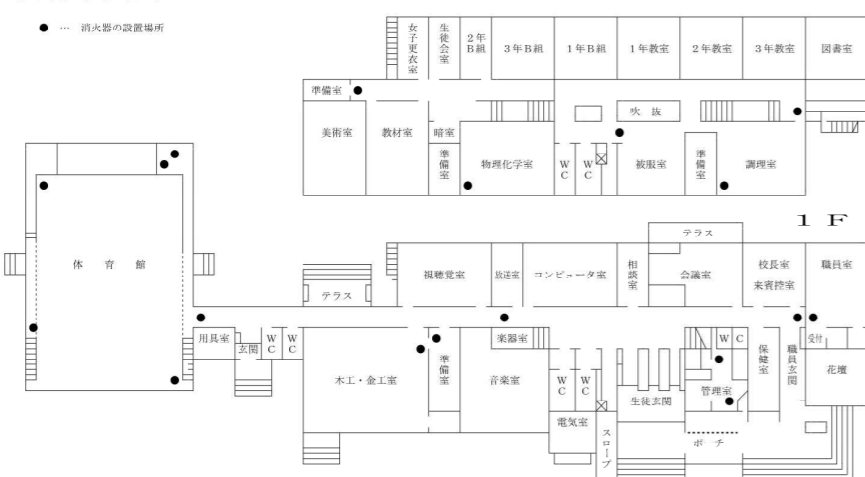 ● … 消火器の設置場所
女子更衣室
生徒会室
2年B組
3年B組
1年B組
1年教室
2年教室
3年教室
図書室
準備室
美術室
教材室
暗室
準備室
物理化学室
WC
WC
吹抜
被服室
準備室
調理室
1 F
テラス
体育館
視聴覚室
放送室
コンピュータ室
相談室
会議室
校長室
来賓控室
職員室
テラス
用具室
玄関
WC
WC
木工・金工室
準備室
楽器室
音楽室
WC
WC
電気室
スロープ
生徒玄関
WC
管理室
ポーチ
保健室
職員玄関
受付
花壇